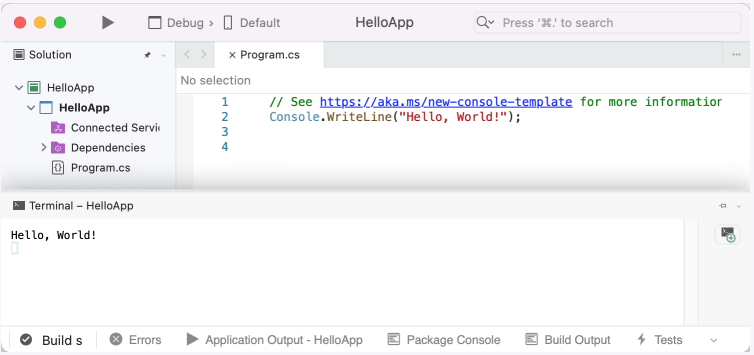 Debug › Default
HelloApp
Press ‘⌘.’ to search
Solution
Program.cs
No selection
HelloApp
HelloApp
Connected Servi
Dependencies
Program.cs
1 // See https://aka.ms/new-console-template for more information
2 Console.WriteLine("Hello, World!");
3
4
Terminal – HelloApp
Hello, World!
Build s
Errors
Application Output - HelloApp
Package Console
Build Output
Tests